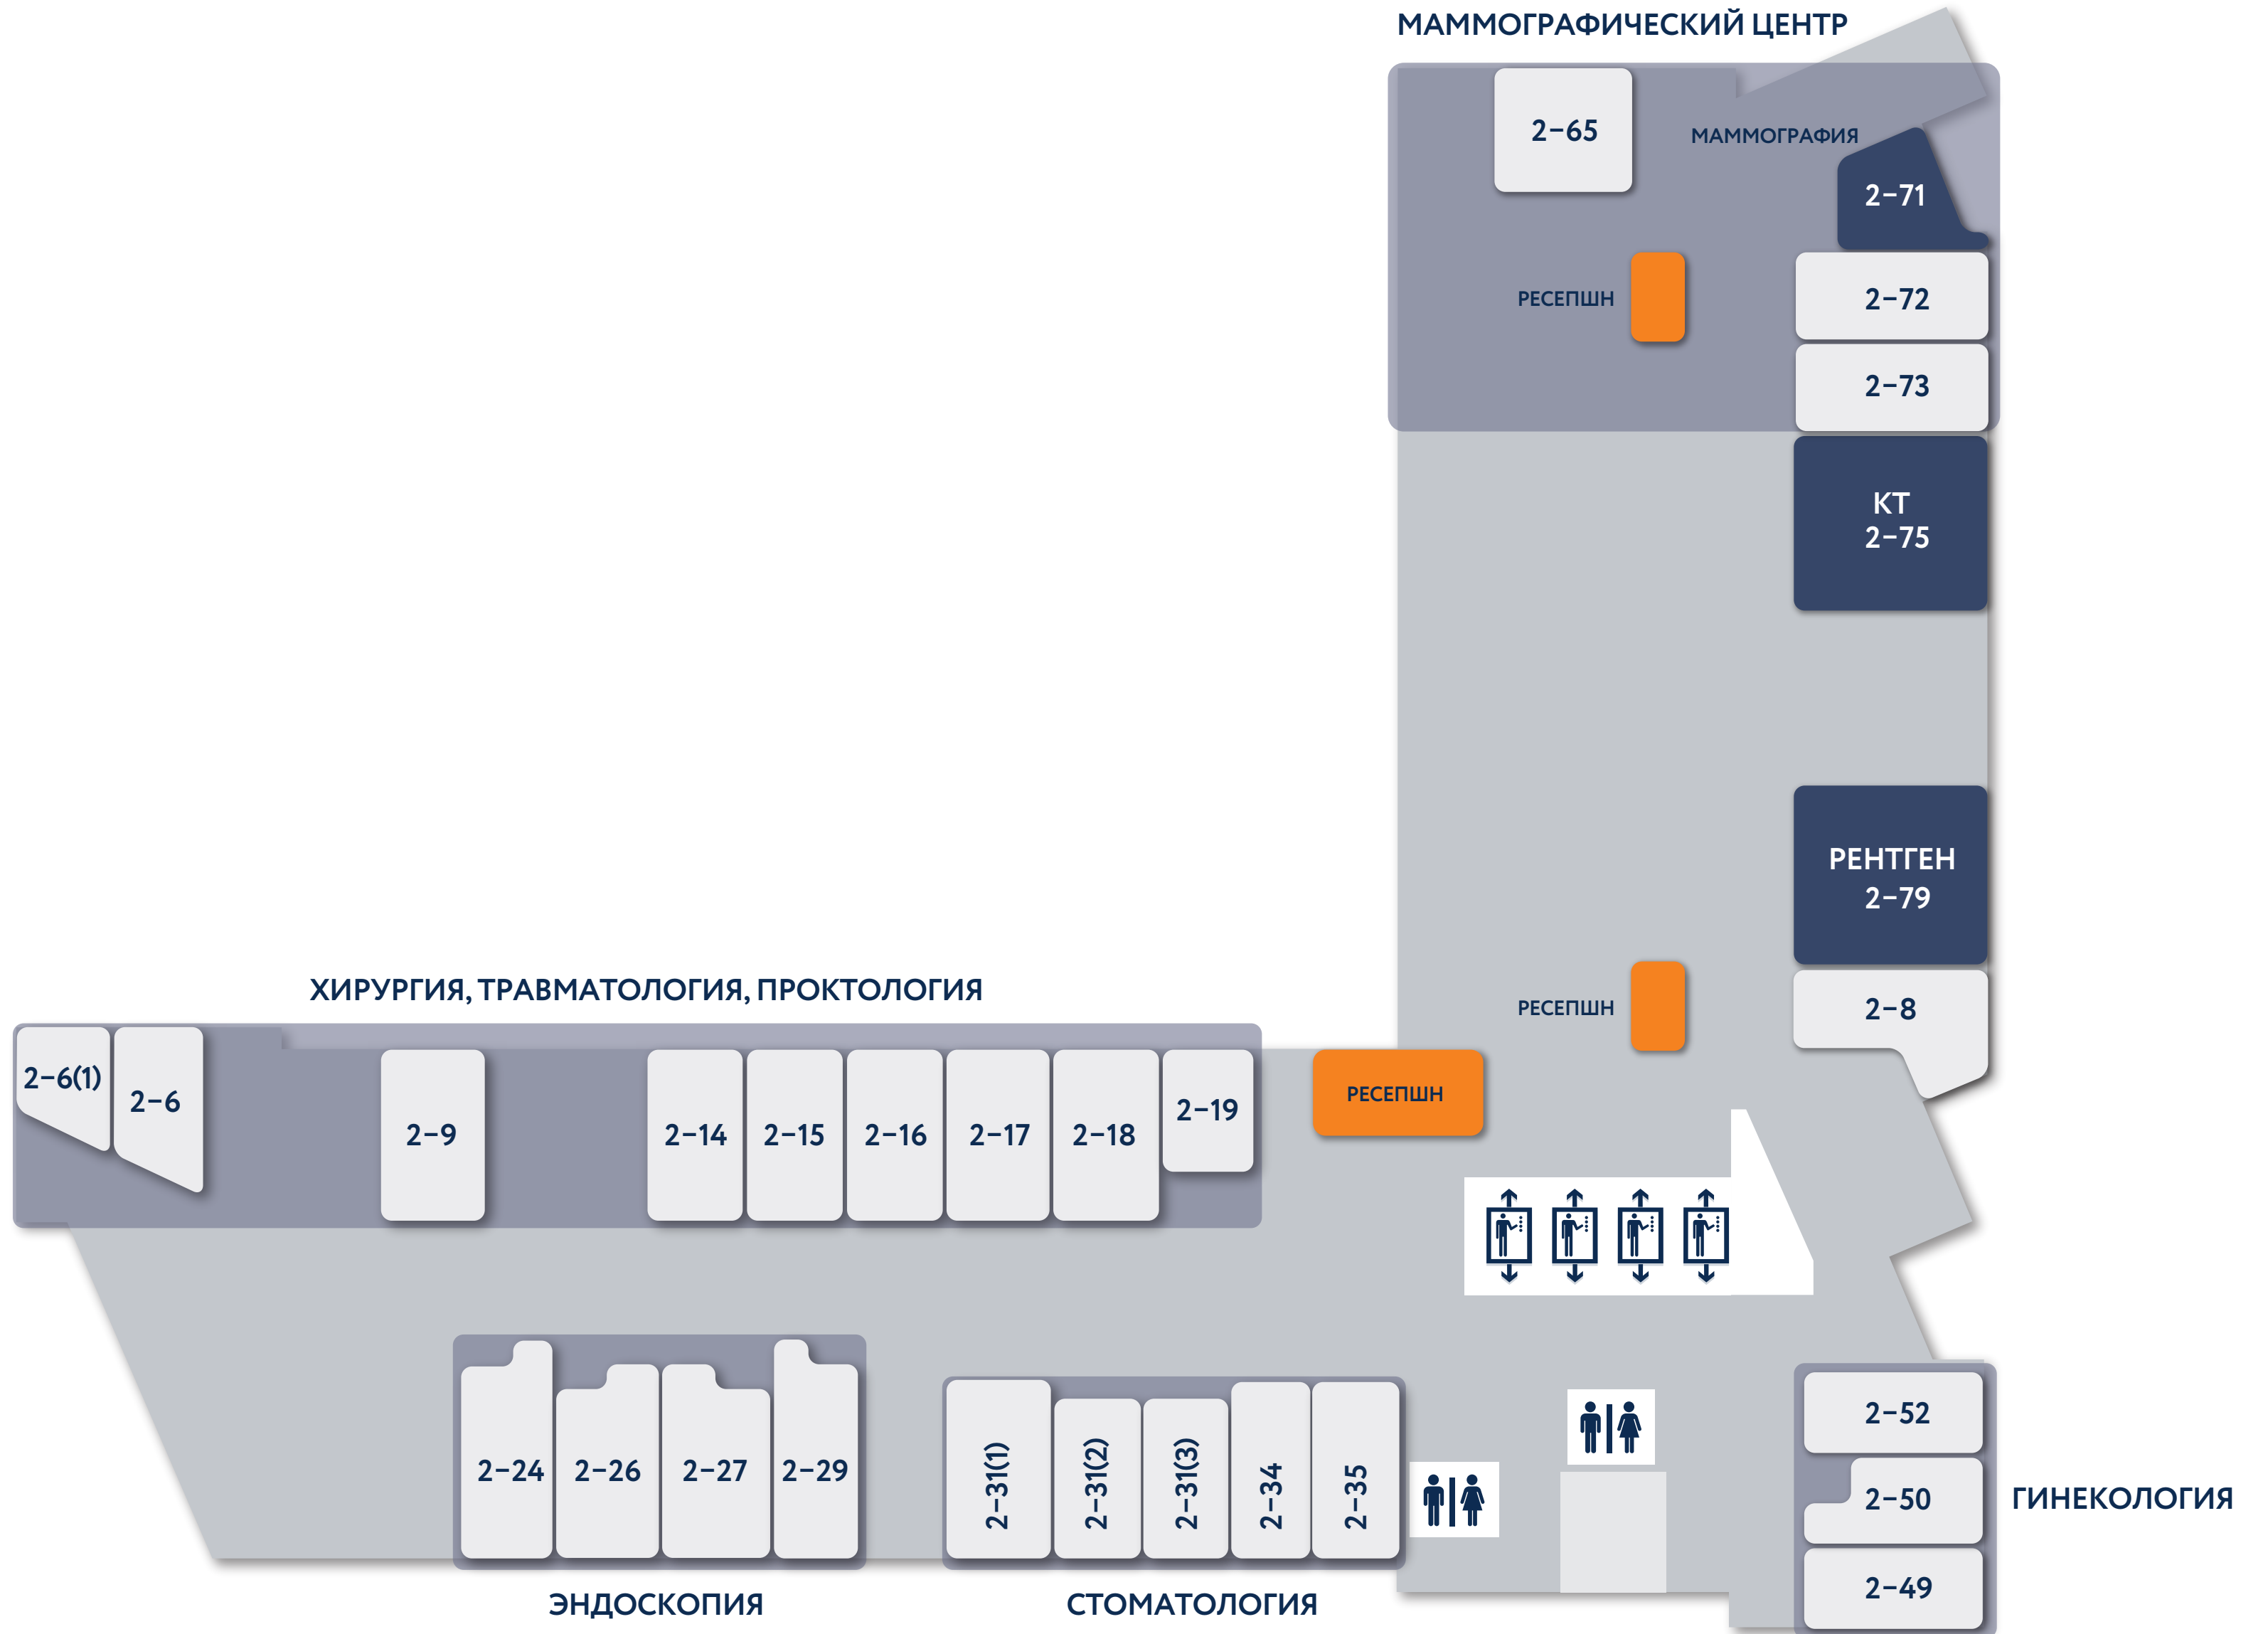 МАММОГРАФИЧЕСКИЙ ЦЕНТР
2-65
МАММОГРАФИЯ
2-71
РЕСЕПШН
2-72
2-73
КТ
2-75
РЕНТГЕН
2-79
РЕСЕПШН
2-8
ХИРУРГИЯ, ТРАВМАТОЛОГИЯ, ПРОКТОЛОГИЯ
2-6(1)
2-6
2-9
2-14
2-15
2-16
2-17
2-18
2-19
РЕСЕПШН
2-24
2-26
2-27
2-29
2-31(1)
2-31(2)
2-31(3)
2-34
2-35
2-52
2-50
2-49
ГИНЕКОЛОГИЯ
ЭНДОСКОПИЯ
СТОМАТОЛОГИЯ